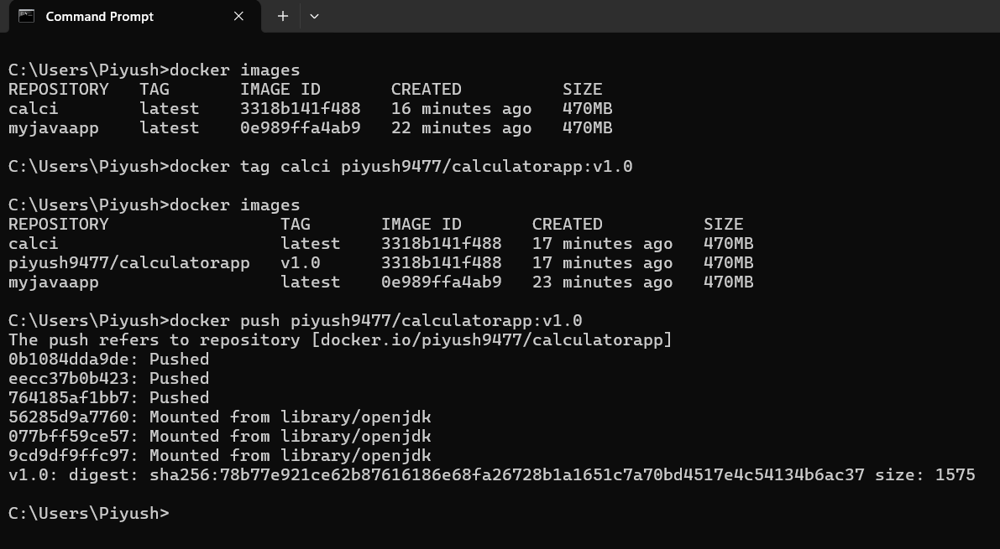 Command Prompt
C:\Users\Piyush>docker images
REPOSITORY   TAG       IMAGE ID       CREATED          SIZE
calci        latest    3318b141f488   16 minutes ago   470MB
myjavaapp    latest    0e989ffa4ab9   22 minutes ago   470MB
C:\Users\Piyush>docker tag calci piyush9477/calculatorapp:v1.0
C:\Users\Piyush>docker images
REPOSITORY                 TAG       IMAGE ID       CREATED          SIZE
calci                      latest    3318b141f488   17 minutes ago   470MB
piyush9477/calculatorapp   v1.0      3318b141f488   17 minutes ago   470MB
myjavaapp                  latest    0e989ffa4ab9   23 minutes ago   470MB
C:\Users\Piyush>docker push piyush9477/calculatorapp:v1.0
The push refers to repository [docker.io/piyush9477/calculatorapp]
0b1084dda9de: Pushed
eecc37b0b423: Pushed
764185af1bb7: Pushed
56285d9a7760: Mounted from library/openjdk
077bff59ce57: Mounted from library/openjdk
9cd9df9ffc97: Mounted from library/openjdk
v1.0: digest: sha256:78b77e921ce62b87616186e68fa26728b1a1651c7a70bd4517e4c54134b6ac37 size: 1575
C:\Users\Piyush>